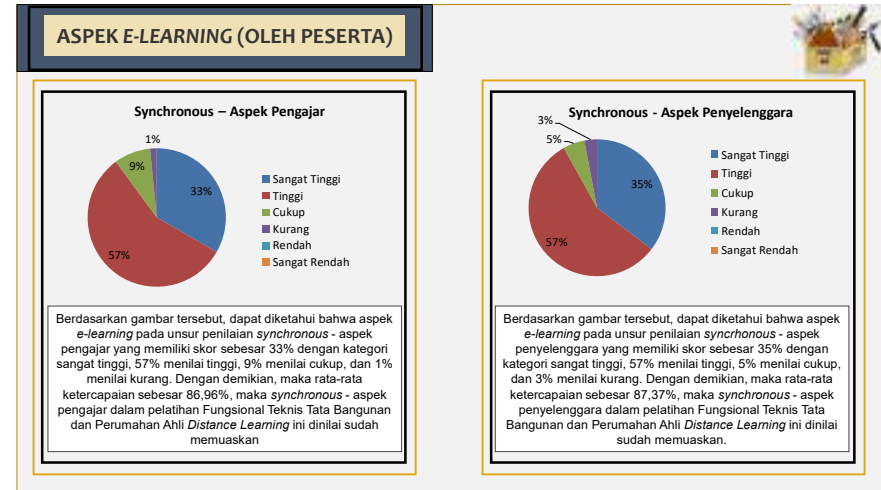 ASPEK E-LEARNING (OLEH PESERTA)
Synchronous – Aspek Pengajar
1%
9%
33%
57%
Sangat Tinggi
Tinggi
Cukup
Kurang
Rendah
Sangat Rendah
Berdasarkan gambar tersebut, dapat diketahui bahwa aspek
e-learning pada unsur penilaian synchronous - aspek
pengajar yang memiliki skor sebesar 33% dengan kategori
sangat tinggi, 57% menilai tinggi, 9% menilai cukup, dan 1%
menilai kurang. Dengan demikian, maka rata-rata
ketercapaian sebesar 86,96%, maka synchronous - aspek
pengajar dalam pelatihan Fungsional Teknis Tata Bangunan
dan Perumahan Ahli Distance Learning ini dinilai sudah
memuaskan
Synchronous - Aspek Penyelenggara
3%
5%
35%
57%
Sangat Tinggi
Tinggi
Cukup
Kurang
Rendah
Sangat Rendah
Berdasarkan gambar tersebut, dapat diketahui bahwa aspek
e-learning pada unsur penilaian syncrhonous - aspek
penyelenggara yang memiliki skor sebesar 35% dengan
kategori sangat tinggi, 57% menilai tinggi, 5% menilai cukup,
dan 3% menilai kurang. Dengan demikian, maka rata-rata
ketercapaian sebesar 87,37%, maka synchronous - aspek
penyelenggara dalam pelatihan Fungsional Teknis Tata
Bangunan dan Perumahan Ahli Distance Learning ini dinilai
sudah memuaskan.